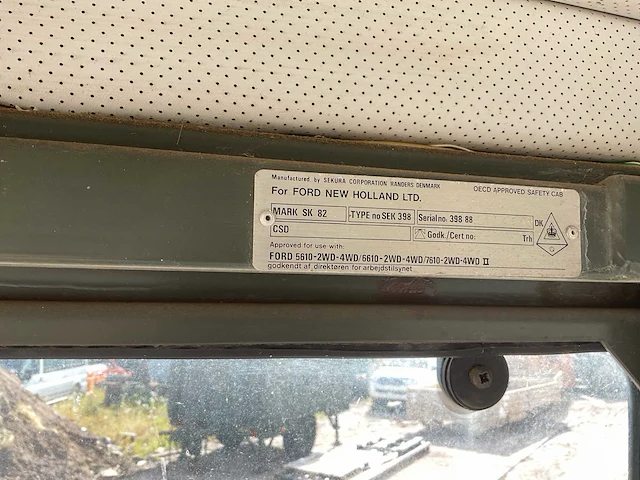 Manufactured by SEKURA CORPORATION RANDERS DENMARK
For FORD NEW HOLLAND LTD.
OECD APPROVED SAFETY CAB
MARK SK 82
TYPE no SEK 398
Serial no. 398 88
DK
CSD
Godk./Cert no:
Trh
Approved for use with:
FORD 5610-2WD-4WD/6610-2WD-4WD/7610-2WD-4WD II
godkendt af direktøren for arbejdstilsynet